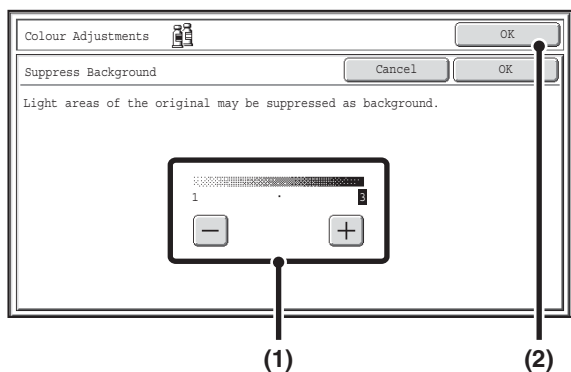 Colour Adjustments OK
Suppress Background Cancel OK
Light areas of the original may be suppressed as background.
1 · 3
− +
(1) (2)